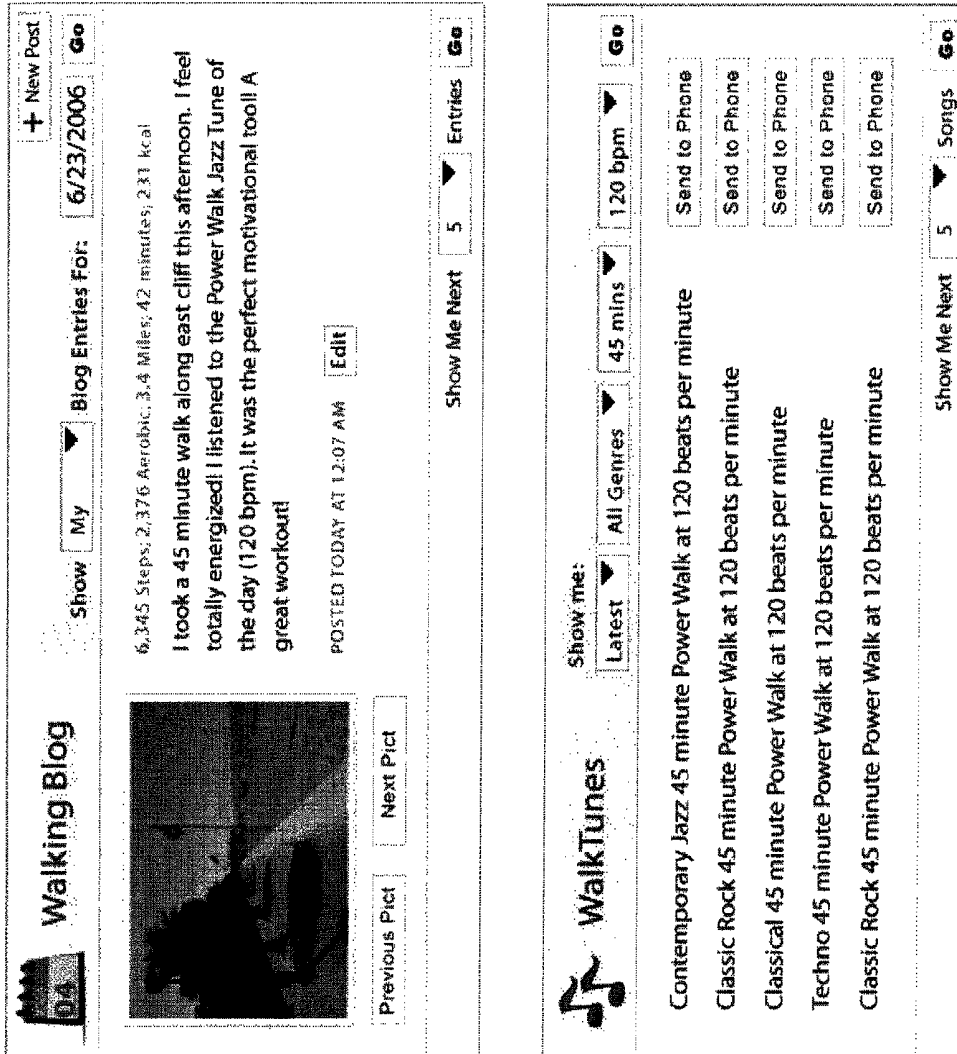 04
Walking Blog
+ New Post
Show My Blog Entries For: 6/23/2006 Go
6,345 Steps; 2,376 Aerobic; 3.4 Miles; 42 minutes; 231 kcal
I took a 45 minute walk along east cliff this afternoon. I feel
totally energized! I listened to the Power Walk Jazz Tune of
the day (120 bpm). It was the perfect motivational tool! A
great workout!
POSTED TODAY AT 12:07 AM Edit
Previous Pict Next Pict
Show Me Next 5 Entries Go
WalkTunes
Show me:
Latest All Genres 45 mins 120 bpm Go
Contemporary Jazz 45 minute Power Walk at 120 beats per minute Send to Phone
Classic Rock 45 minute Power Walk at 120 beats per minute Send to Phone
Classical 45 minute Power Walk at 120 beats per minute Send to Phone
Techno 45 minute Power Walk at 120 beats per minute Send to Phone
Classic Rock 45 minute Power Walk at 120 beats per minute Send to Phone
Show Me Next 5 Songs Go